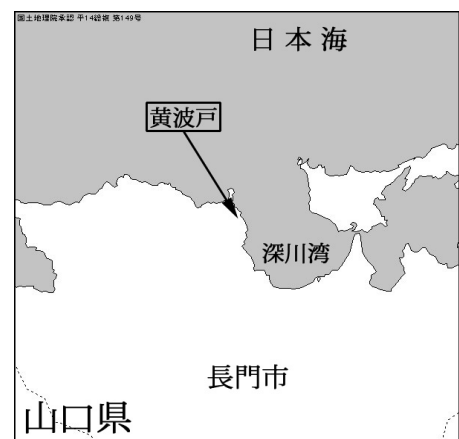 国土地理院承認 平14総複 第149号
日本海
黄波戸
深川湾
長門市
山口県